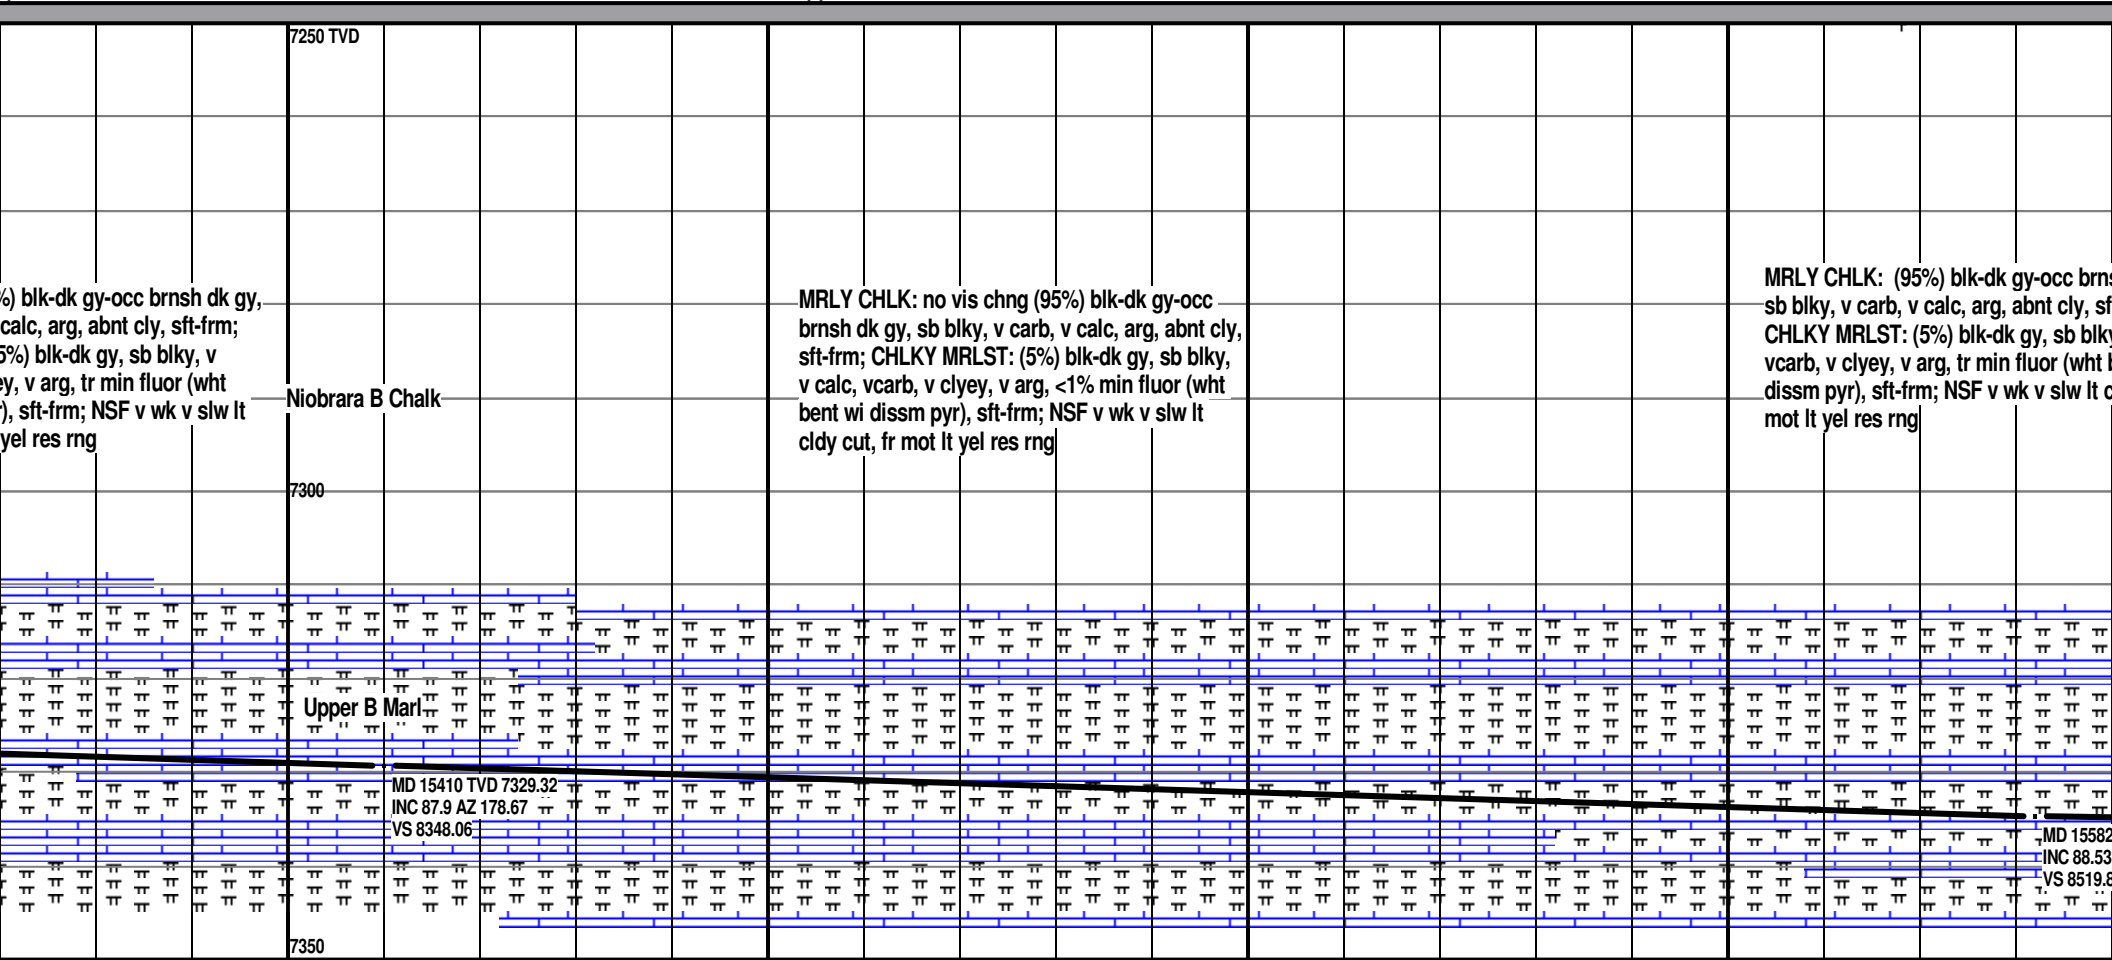 7250 TVD
%) blk-dk gy-occ brnsh dk gy,
calc, arg, abnt cly, sft-frm;
5%) blk-dk gy, sb blky, v
ey, v arg, tr min fluor (wht
r), sft-frm; NSF v wk v slw lt
yel res rng
Niobrara B Chalk
MRLY CHLK: no vis chng (95%) blk-dk gy-occ
brnsh dk gy, sb blky, v carb, v calc, arg, abnt cly,
sft-frm; CHLKY MRLST: (5%) blk-dk gy, sb blky,
v calc, vcarb, v clyey, v arg, <1% min fluor (wht
bent wi dissm pyr), sft-frm; NSF v wk v slw lt
cldy cut, fr mot lt yel res rng
MRLY CHLK: (95%) blk-dk gy-occ brns
sb blky, v carb, v calc, arg, abnt cly, sf
CHLKY MRLST: (5%) blk-dk gy, sb blky
vcarb, v clyey, v arg, tr min fluor (wht b
dissm pyr), sft-frm; NSF v wk v slw lt c
mot lt yel res rng
7300
Upper B Marl
MD 15410 TVD 7329.32
INC 87.9 AZ 178.67
VS 8348.06
MD 15582
INC 88.53
VS 8519.8
7350